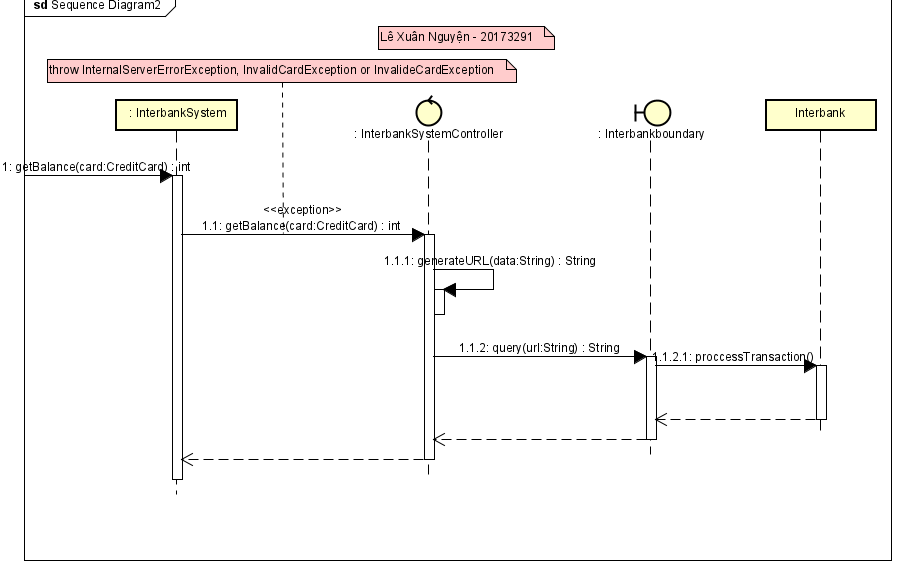 sd Sequence Diagram2
Lê Xuân Nguyện - 20173291
throw InternalServerErrorException, InvalidCardException or InvalideCardException
: InterbankSystem
: InterbankSystemController
: Interbankboundary
Interbank
1: getBalance(card:CreditCard) : int
<<exception>>
1.1: getBalance(card:CreditCard) : int
1.1.1: generateURL(data:String) : String
1.1.2: query(url:String) : String
1.1.2.1: proccessTransaction()